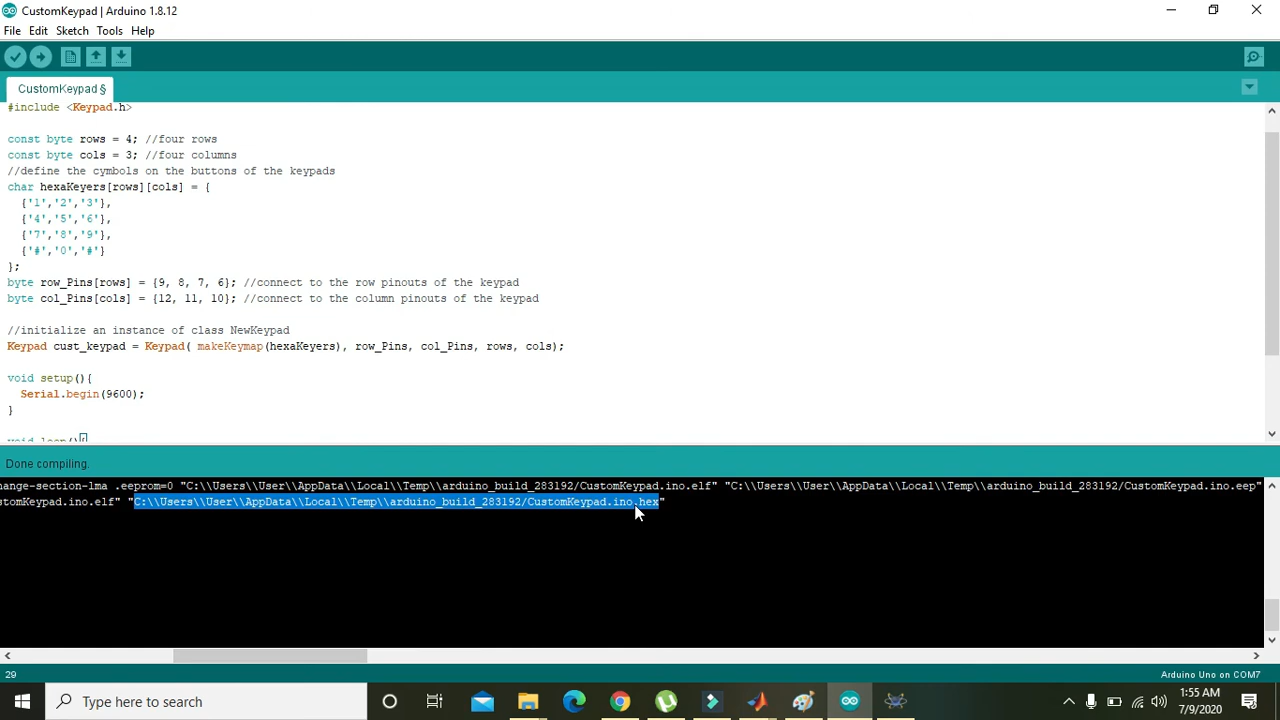 CustomKeypad | Arduino 1.8.12
File Edit Sketch Tools Help
CustomKeypad §
#include <Keypad.h>
const byte rows = 4; //four rows
const byte cols = 3; //four columns
//define the cymbols on the buttons of the keypads
char hexaKeyers[rows][cols] = {
{'1','2','3'},
{'4','5','6'},
{'7','8','9'},
{'#','0','#'}
};
byte row_Pins[rows] = {9, 8, 7, 6}; //connect to the row pinouts of the keypad
byte col_Pins[cols] = {12, 11, 10}; //connect to the column pinouts of the keypad
//initialize an instance of class NewKeypad
Keypad cust_keypad = Keypad( makeKeymap(hexaKeyers), row_Pins, col_Pins, rows, cols);
void setup(){
Serial.begin(9600);
}
void loop(){
Done compiling.
hange-section-lma .eeprom=0 "C:\\Users\\User\\AppData\\Local\\Temp\\arduino_build_283192/CustomKeypad.ino.elf" "C:\\Users\\User\\AppData\\Local\\Temp\\arduino_build_283192/CustomKeypad.ino.eep"
stomKeypad.ino.elf" "C:\\Users\\User\\AppData\\Local\\Temp\\arduino_build_283192/CustomKeypad.ino.hex"
29
Arduino Uno on COM7
Type here to search
1:55 AM
7/9/2020